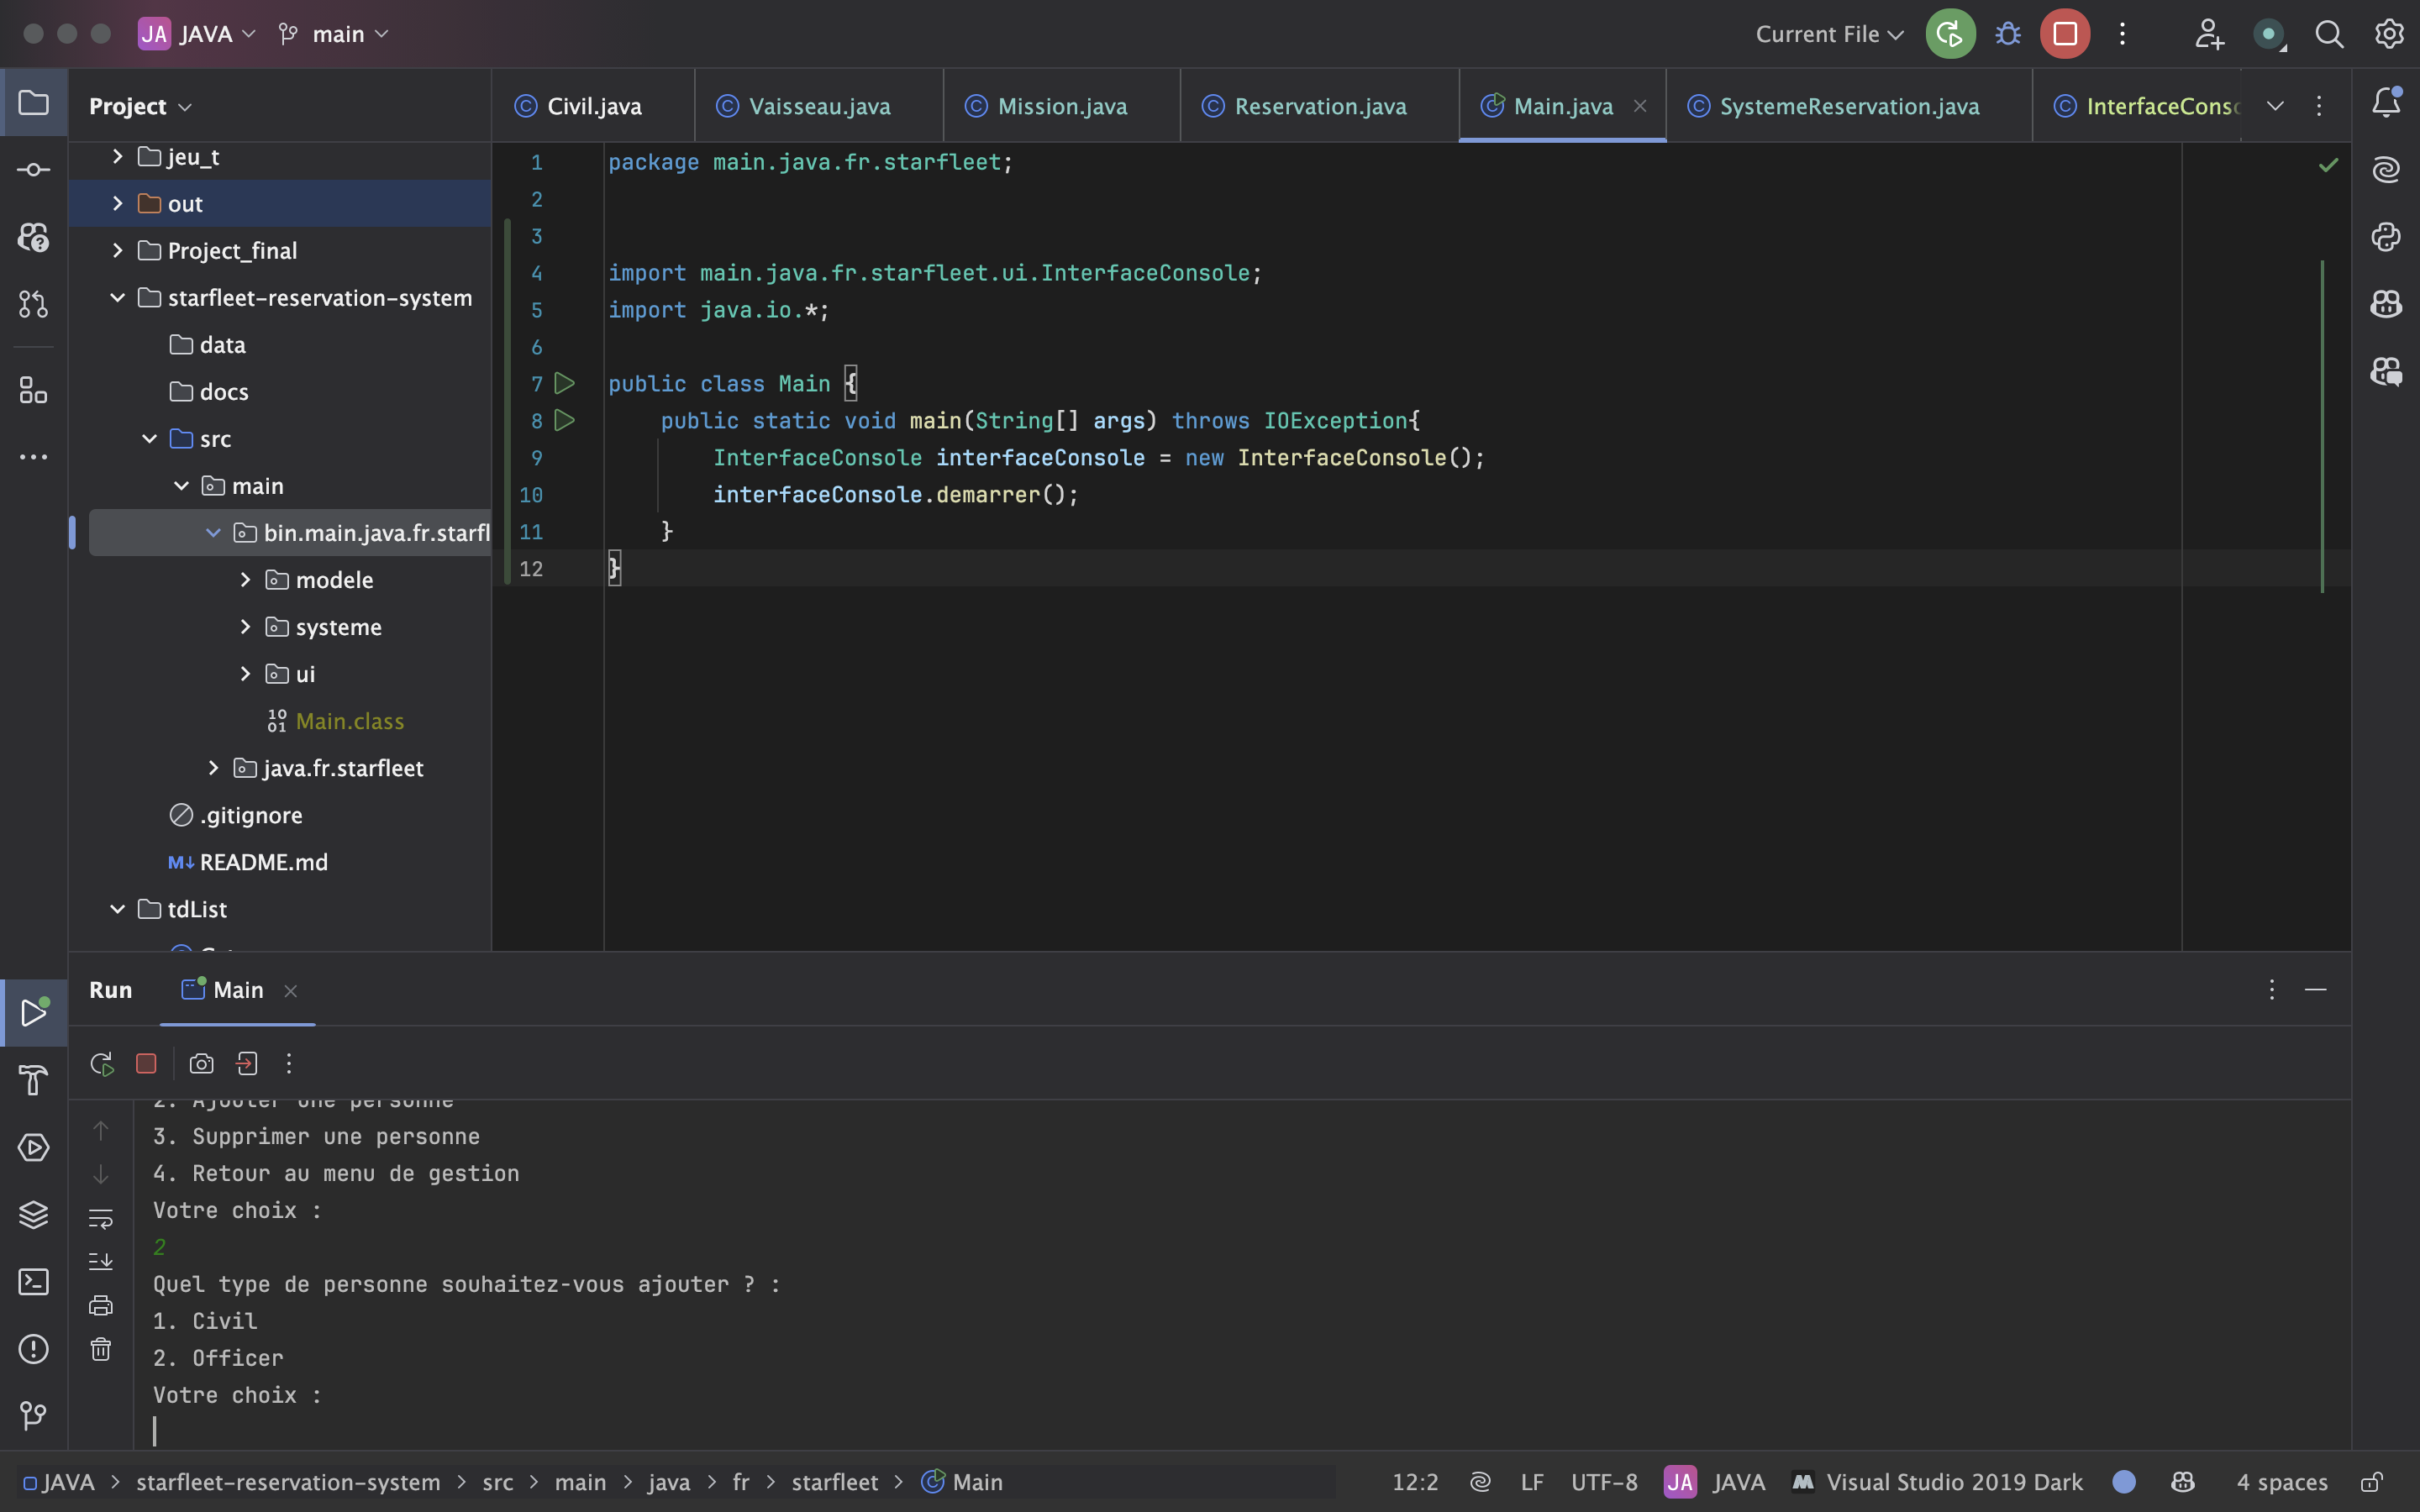 JA JAVA main
Current File
Project
Civil.java Vaisseau.java Mission.java Reservation.java Main.java SystemeReservation.java InterfaceConsc
jeu_t
out
Project_final
starfleet-reservation-system
data
docs
src
main
bin.main.java.fr.starfl
modele
systeme
ui
Main.class
java.fr.starfleet
.gitignore
M↓ README.md
tdList
1 package main.java.fr.starfleet;
2
3
4 import main.java.fr.starfleet.ui.InterfaceConsole;
5 import java.io.*;
6
7 public class Main {
8 public static void main(String[] args) throws IOException{
9 InterfaceConsole interfaceConsole = new InterfaceConsole();
10 interfaceConsole.demarrer();
11 }
12 }
Run Main
2. Ajouter une personne
3. Supprimer une personne
4. Retour au menu de gestion
Votre choix :
2
Quel type de personne souhaitez-vous ajouter ? :
1. Civil
2. Officer
Votre choix :
JAVA > starfleet-reservation-system > src > main > java > fr > starfleet > Main
12:2 LF UTF-8 JA JAVA Visual Studio 2019 Dark 4 spaces